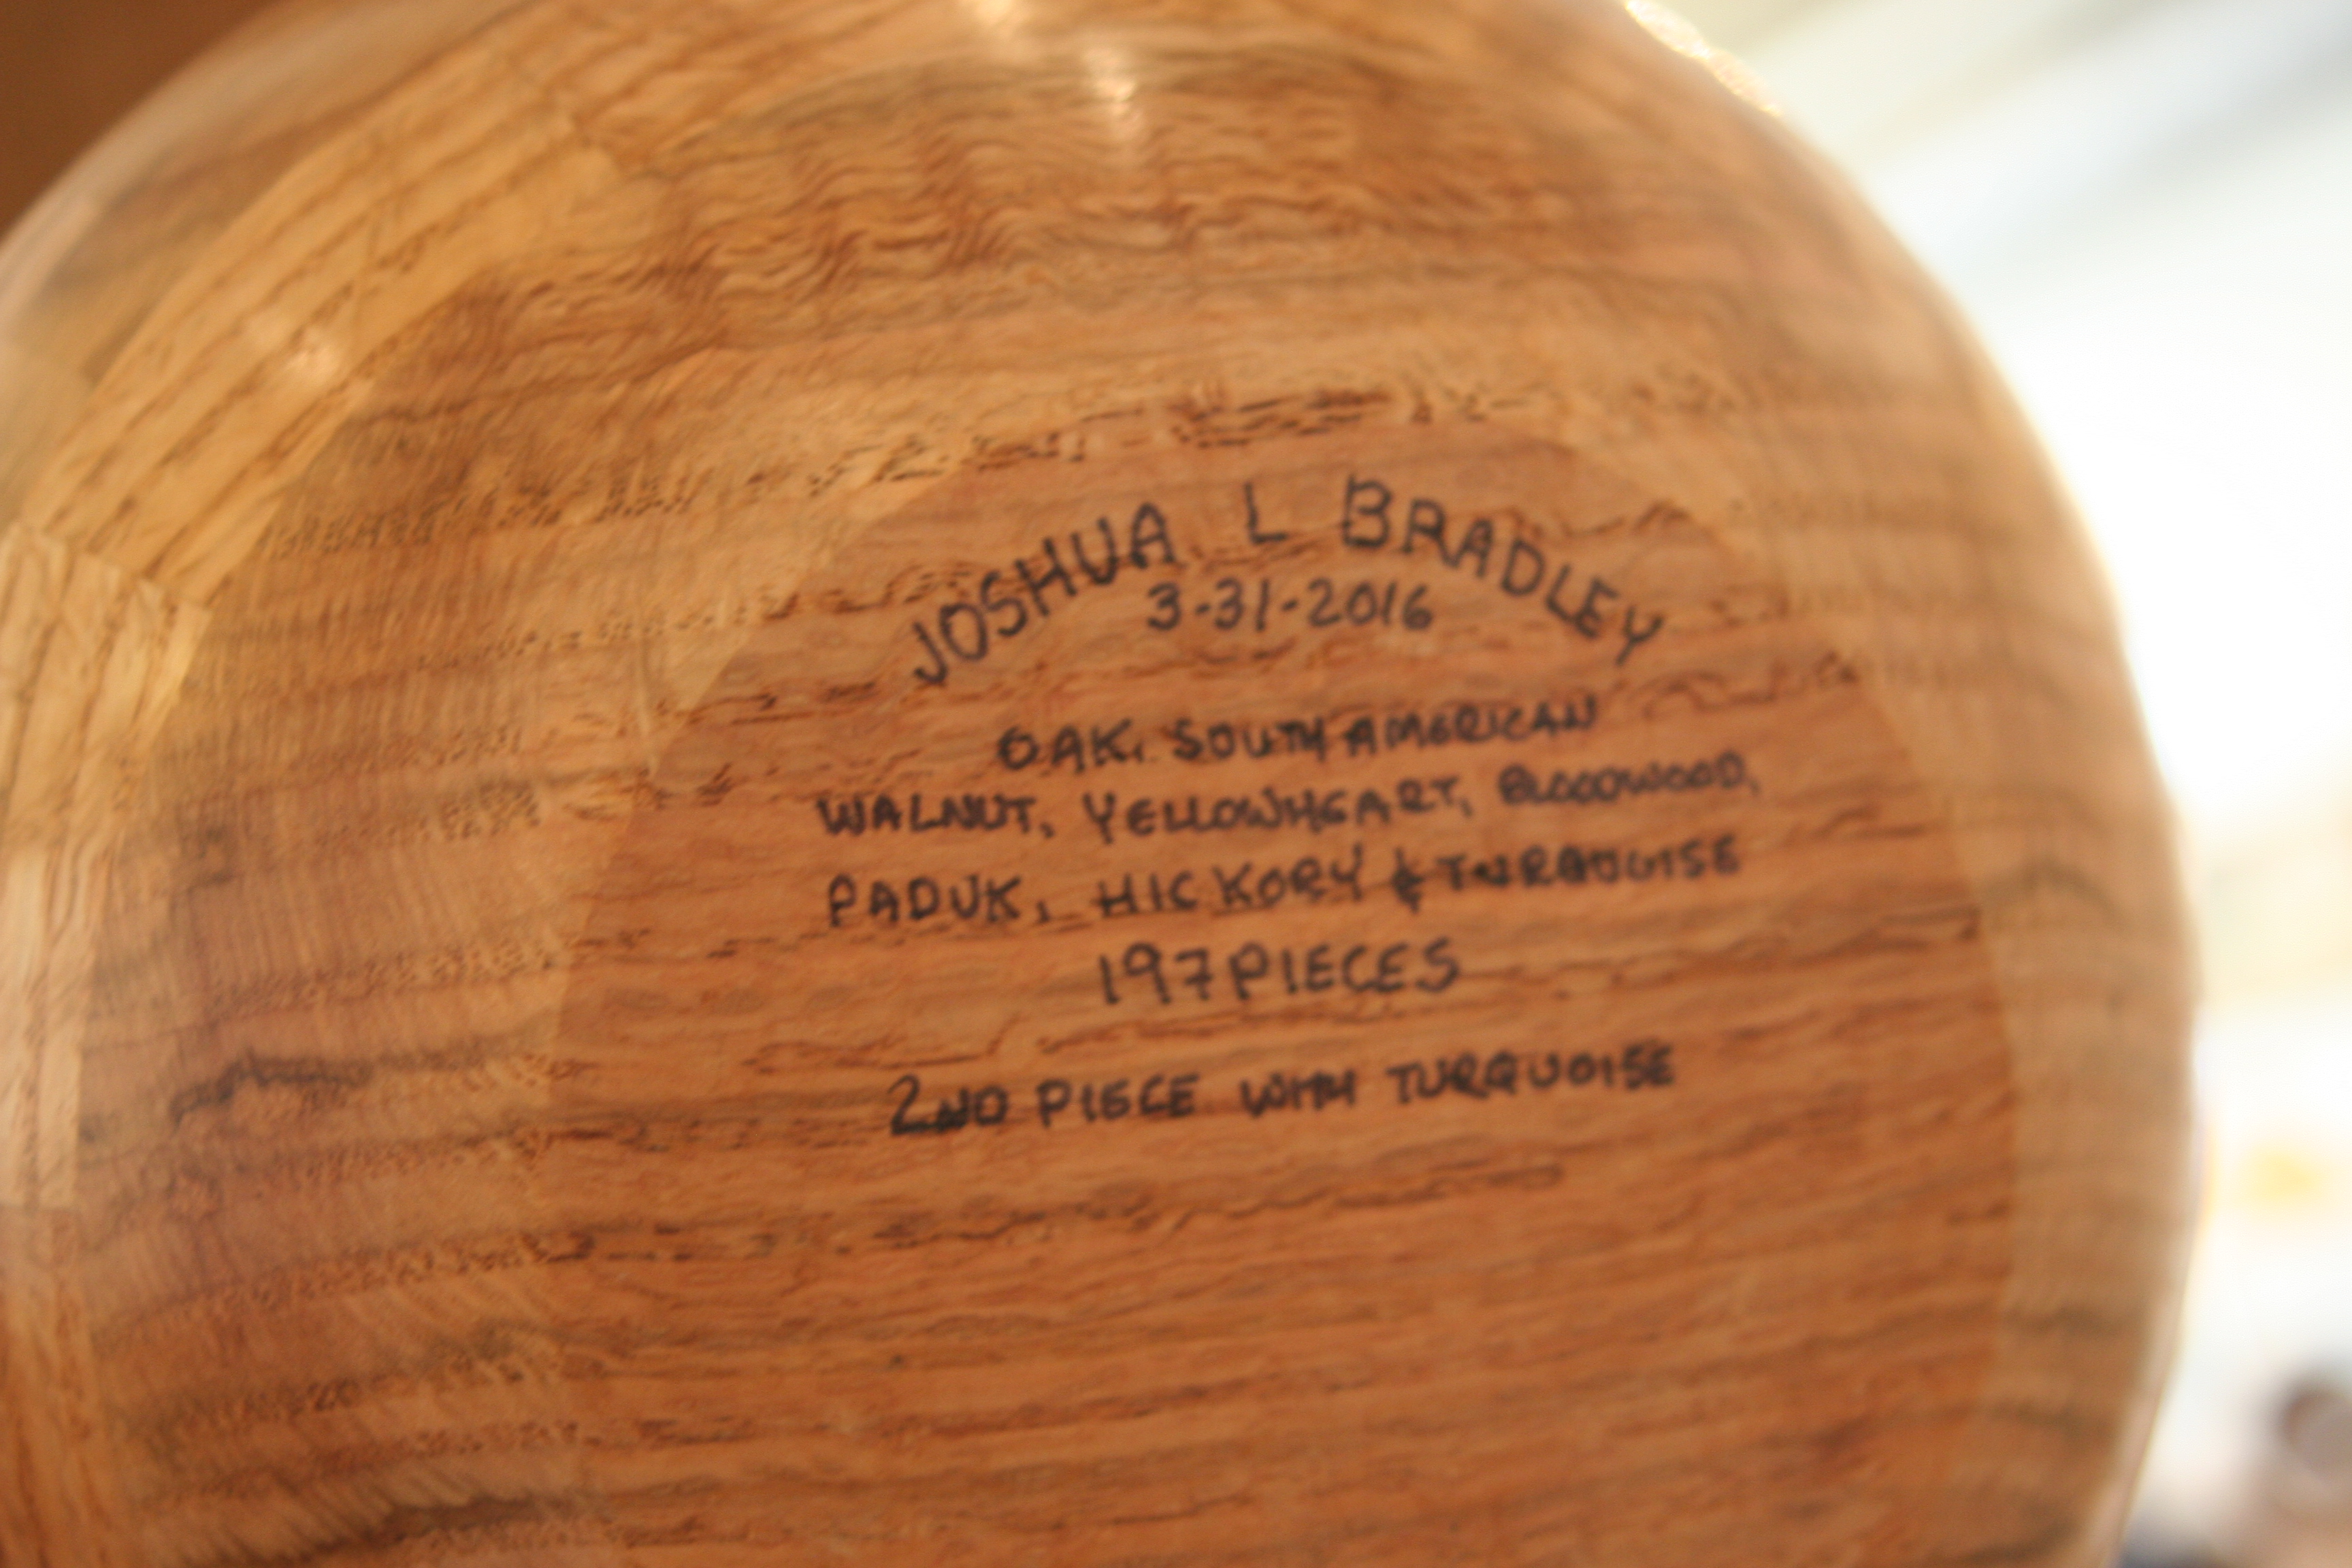 JOSHUA L BRADLEY
3-31-2016
OAK, SOUTH AMERICAN
WALNUT, YELLOWHEART, BLOODWOOD,
PADUK, HICKORY & TURQOUISE
197 PIECES
2ND PIECE WITH TURQUOISE